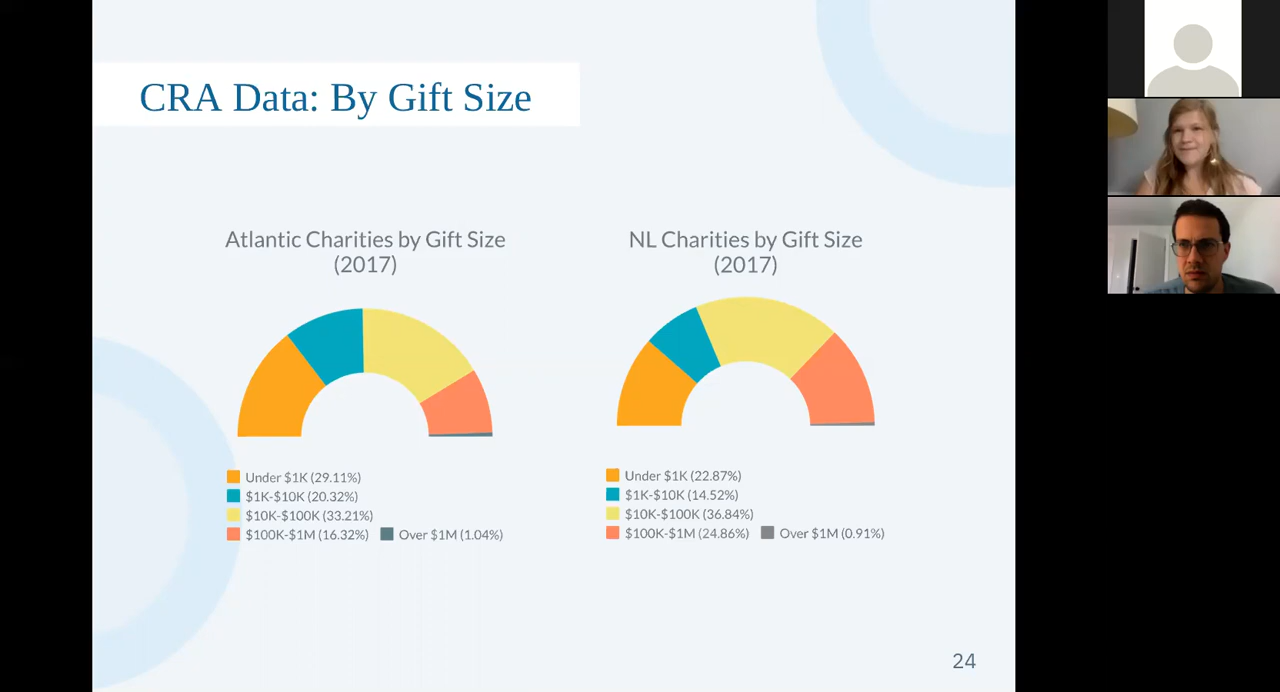 CRA Data: By Gift Size
Atlantic Charities by Gift Size
(2017)
Under $1K (29.11%)
$1K-$10K (20.32%)
$10K-$100K (33.21%)
$100K-$1M (16.32%) Over $1M (1.04%)
NL Charities by Gift Size
(2017)
Under $1K (22.87%)
$1K-$10K (14.52%)
$10K-$100K (36.84%)
$100K-$1M (24.86%) Over $1M (0.91%)
24